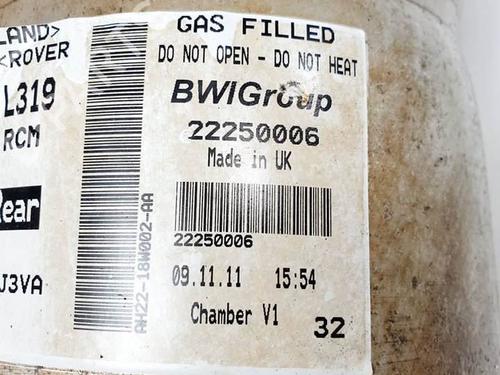 LAND>
<ROVER
L319
RCM
Rear
J3VA
AH22-18W002-AA
GAS FILLED
DO NOT OPEN - DO NOT HEAT
BWIGroup
22250006
Made in UK
22250006
09.11.11 15:54
Chamber V1
32